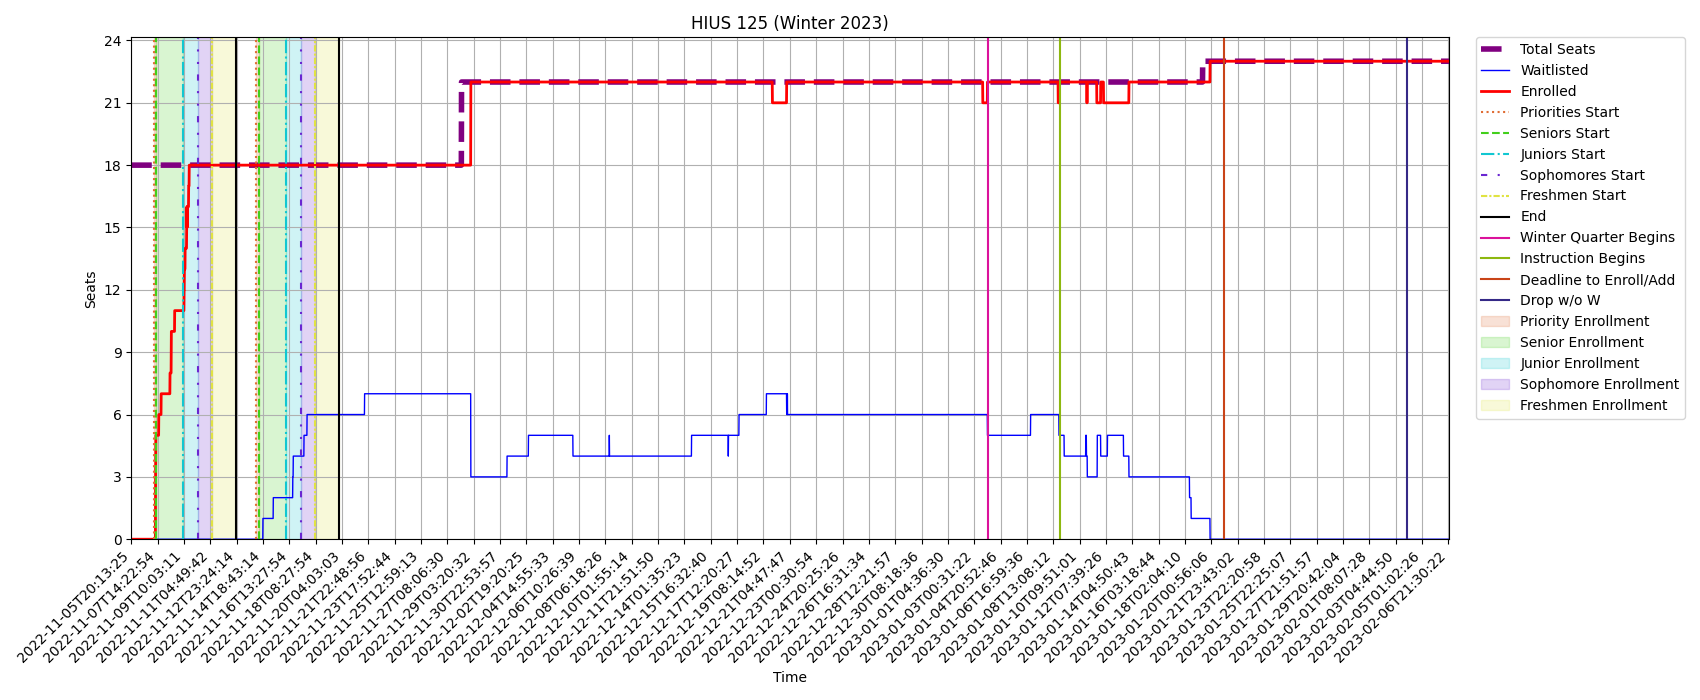 HIUS 125 (Winter 2023)
Seats
24
21
18
15
12
9
6
3
0
2022-11-05T20:13:25
2022-11-07T14:22:54
2022-11-09T10:03:11
2022-11-11T04:49:42
2022-11-12T23:24:14
2022-11-14T18:43:14
2022-11-16T13:27:54
2022-11-18T08:27:54
2022-11-20T04:03:03
2022-11-21T22:48:56
2022-11-23T17:52:44
2022-11-25T12:59:13
2022-11-27T08:06:30
2022-11-29T03:20:32
2022-11-30T22:53:57
2022-12-02T19:20:25
2022-12-04T14:55:33
2022-12-06T10:26:39
2022-12-08T06:18:26
2022-12-10T01:55:14
2022-12-11T21:51:50
2022-12-14T01:35:23
2022-12-15T16:32:40
2022-12-17T12:20:27
2022-12-19T08:14:52
2022-12-21T04:47:47
2022-12-23T00:30:54
2022-12-24T20:25:26
2022-12-26T16:31:34
2022-12-28T12:21:57
2022-12-30T08:18:36
2023-01-01T04:36:30
2023-01-03T00:31:22
2023-01-04T20:52:46
2023-01-06T16:59:36
2023-01-08T13:08:12
2023-01-10T09:51:01
2023-01-12T07:39:26
2023-01-14T04:50:43
2023-01-16T03:18:44
2023-01-18T02:04:10
2023-01-20T00:56:06
2023-01-21T23:43:02
2023-01-23T22:20:58
2023-01-25T22:25:07
2023-01-27T21:51:57
2023-01-29T20:42:04
2023-02-01T08:07:28
2023-02-03T04:44:50
2023-02-05T01:02:26
2023-02-06T21:30:22
Time
Total Seats
Waitlisted
Enrolled
Priorities Start
Seniors Start
Juniors Start
Sophomores Start
Freshmen Start
End
Winter Quarter Begins
Instruction Begins
Deadline to Enroll/Add
Drop w/o W
Priority Enrollment
Senior Enrollment
Junior Enrollment
Sophomore Enrollment
Freshmen Enrollment